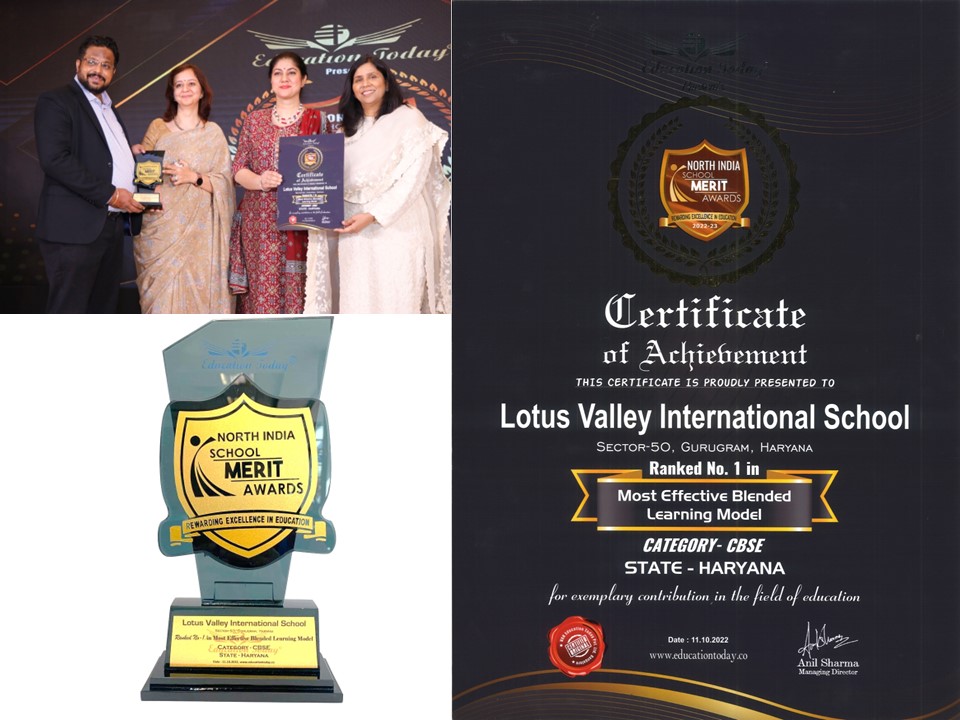 Education Today
Prese
Certificate
of Achievement
Lotus Valley International School
STATE - HARYANA
Education Today
NORTH INDIA
SCHOOL
MERIT
AWARDS
REWARDING EXCELLENCE IN EDUCATION
Lotus Valley International School
Ranked No-1 in Most Effective Blended Learning Model
CATEGORY - CBSE
STATE - HARYANA
Education Today
NORTH INDIA
SCHOOL
MERIT
AWARDS
REWARDING EXCELLENCE IN EDUCATION
2022-23
Certificate
of Achievement
THIS CERTIFICATE IS PROUDLY PRESENTED TO
Lotus Valley International School
SECTOR-50, GURUGRAM, HARYANA
Ranked No. 1 in
Most Effective Blended
Learning Model
CATEGORY- CBSE
STATE - HARYANA
for exemplary contribution in the field of education
Date : 11.10.2022
www.educationtoday.co
Anil Sharma
Managing Director